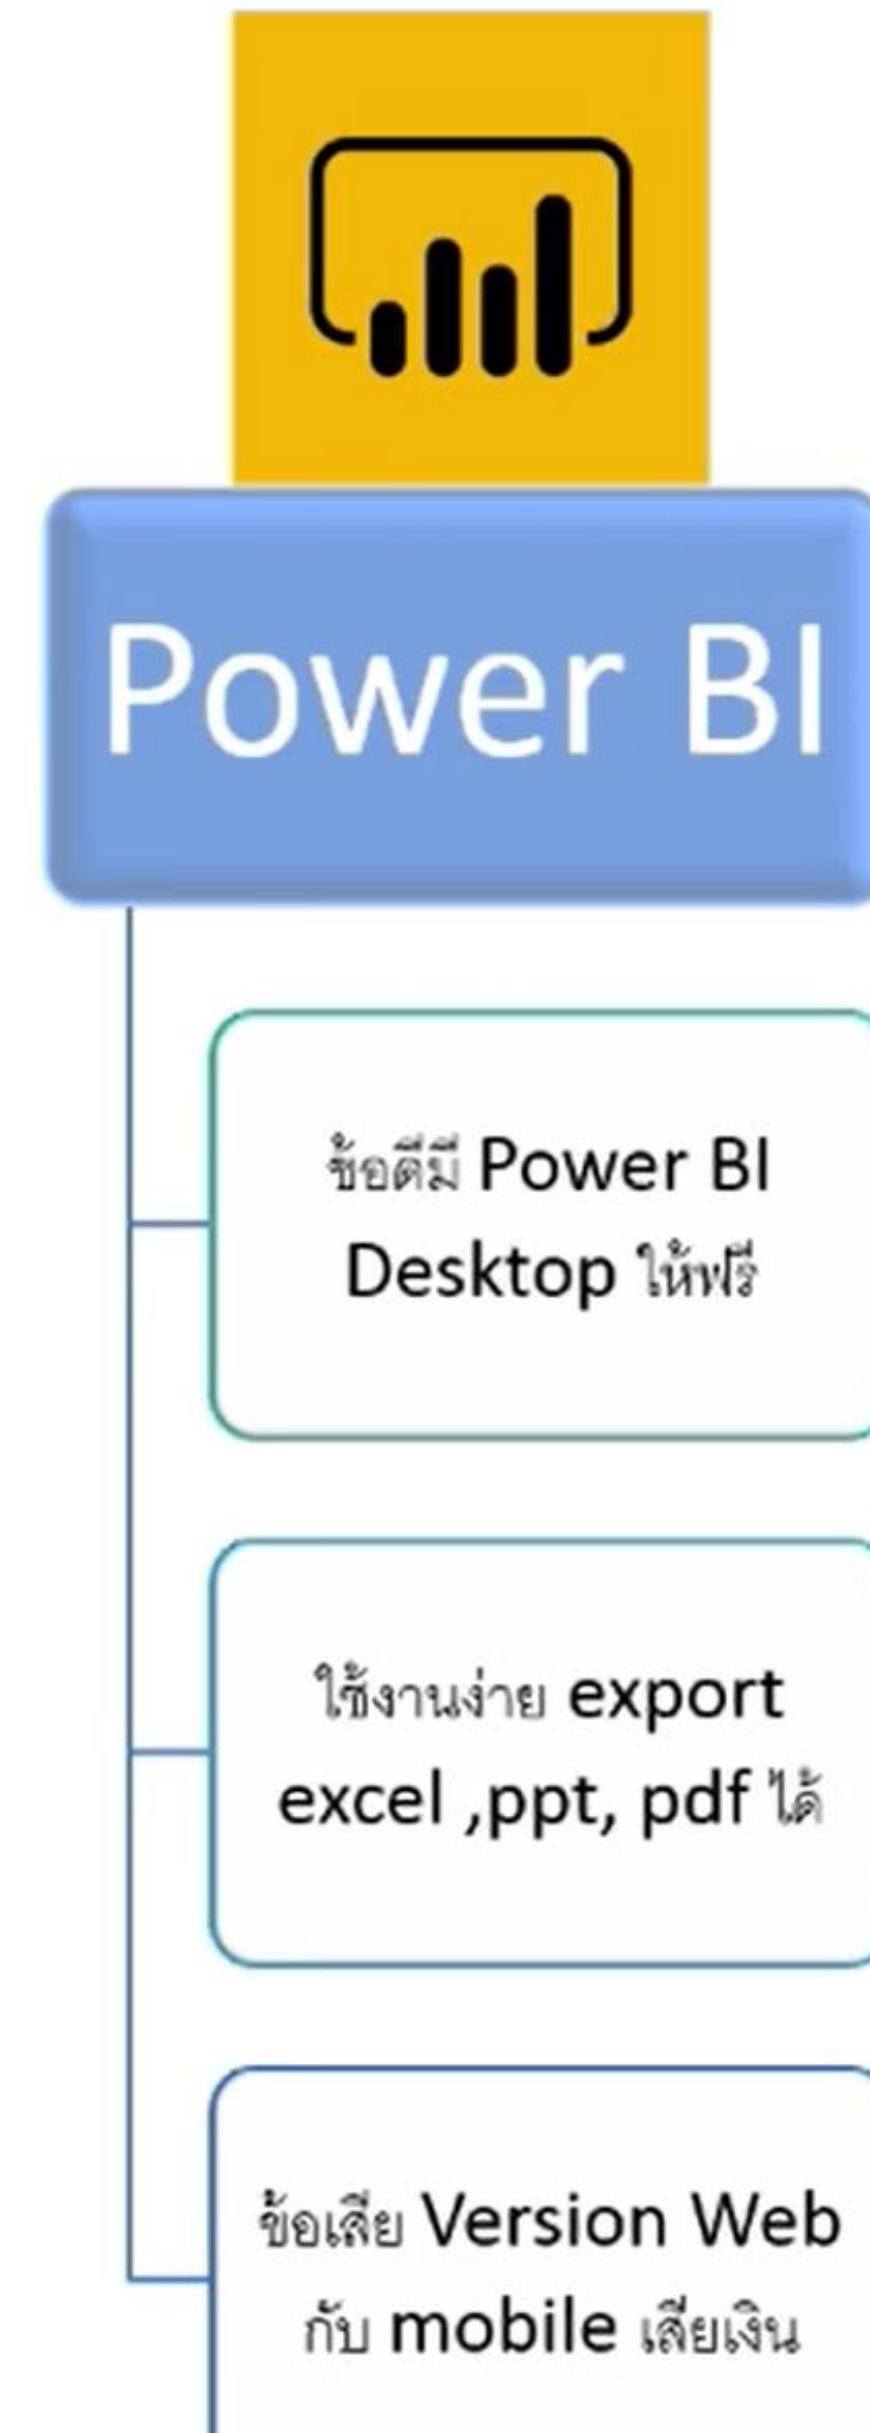 Power BI
ข้อดีมี Power BI
Desktop ให้ฟรี
ใช้งานง่าย export
excel ,ppt, pdf ได้
ข้อเสีย Version Web
กับ mobile เสียเงิน